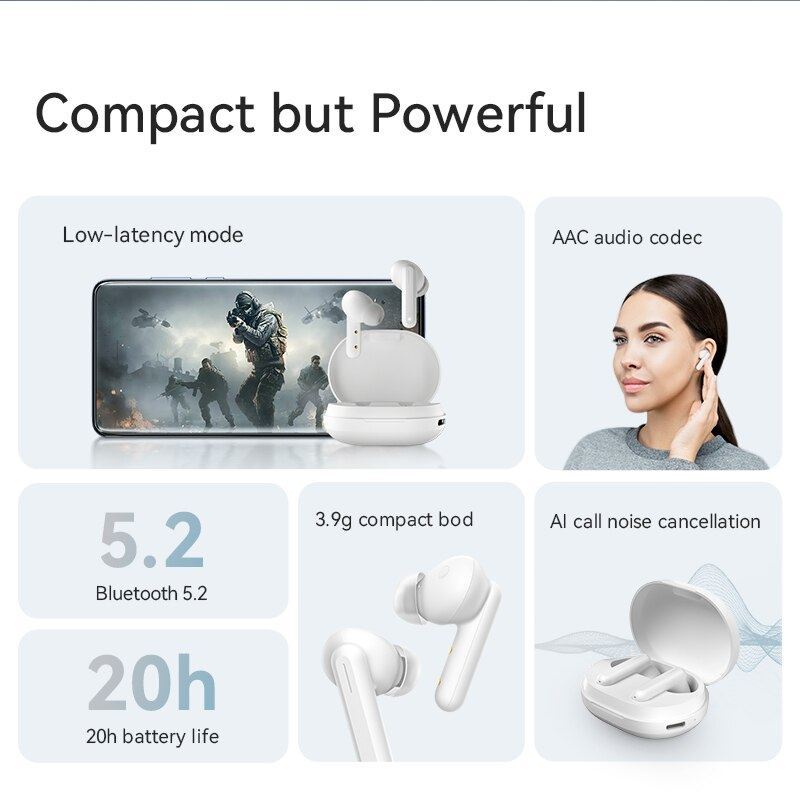 Compact but Powerful
Low-latency mode
AAC audio codec
5.2
Bluetooth 5.2
3.9g compact bod
AI call noise cancellation
20h
20h battery life